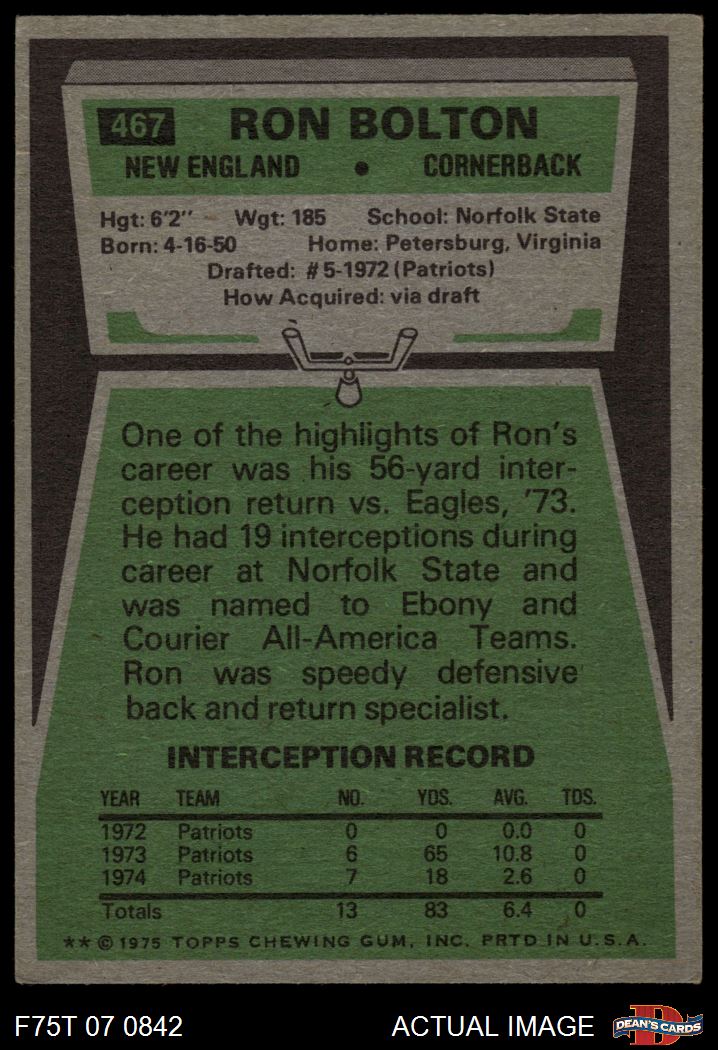 467 RON BOLTON
NEW ENGLAND • CORNERBACK
Hgt: 6'2'' Wgt: 185 School: Norfolk State
Born: 4-16-50 Home: Petersburg, Virginia
Drafted: #5-1972 (Patriots)
How Acquired: via draft
One of the highlights of Ron's
career was his 56-yard inter-
ception return vs. Eagles, '73.
He had 19 interceptions during
career at Norfolk State and
was named to Ebony and
Courier All-America Teams.
Ron was speedy defensive
back and return specialist.
INTERCEPTION RECORD
YEAR TEAM NO. YDS. AVG. TDS.
1972 Patriots 0 0 0.0 0
1973 Patriots 6 65 10.8 0
1974 Patriots 7 18 2.6 0
Totals 13 83 6.4 0
**© 1975 TOPPS CHEWING GUM, INC. PRTD IN U.S.A.
F75T 07 0842 ACTUAL IMAGE DEAN'S CARDS